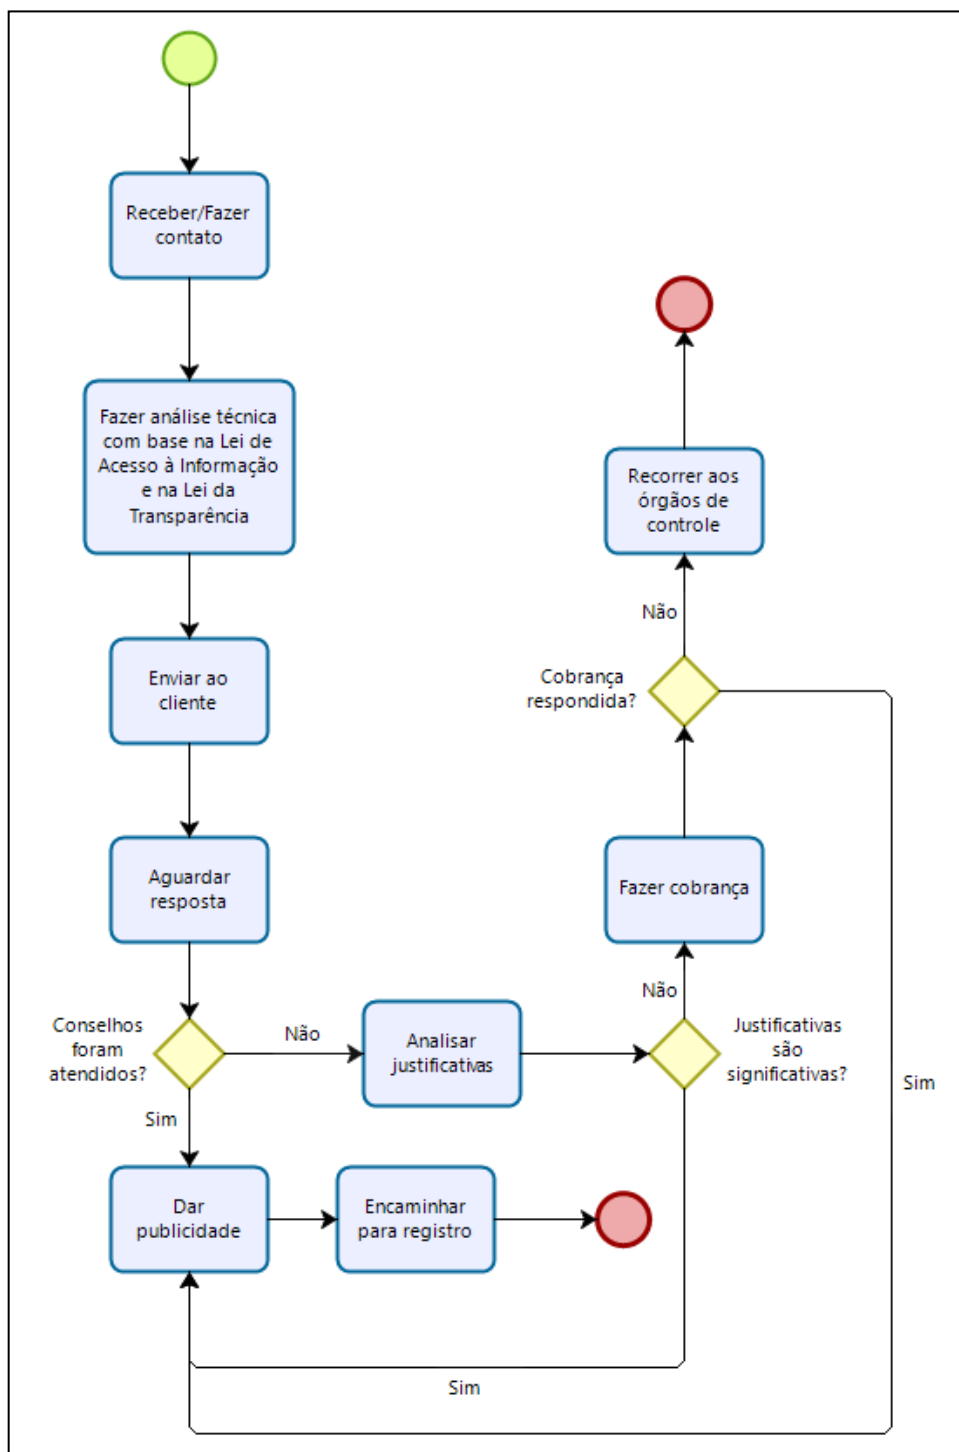 Receber/Fazer
contato
Fazer análise técnica
com base na Lei de
Acesso à Informação
e na Lei da
Transparência
Enviar ao
cliente
Aguardar
resposta
Conselhos
foram
atendidos?
Não
Sim
Analisar
justificativas
Justificativas
são
significativas?
Não
Sim
Fazer cobrança
Cobrança
respondida?
Não
Sim
Recorrer aos
órgãos de
controle
Dar
publicidade
Encaminhar
para registro